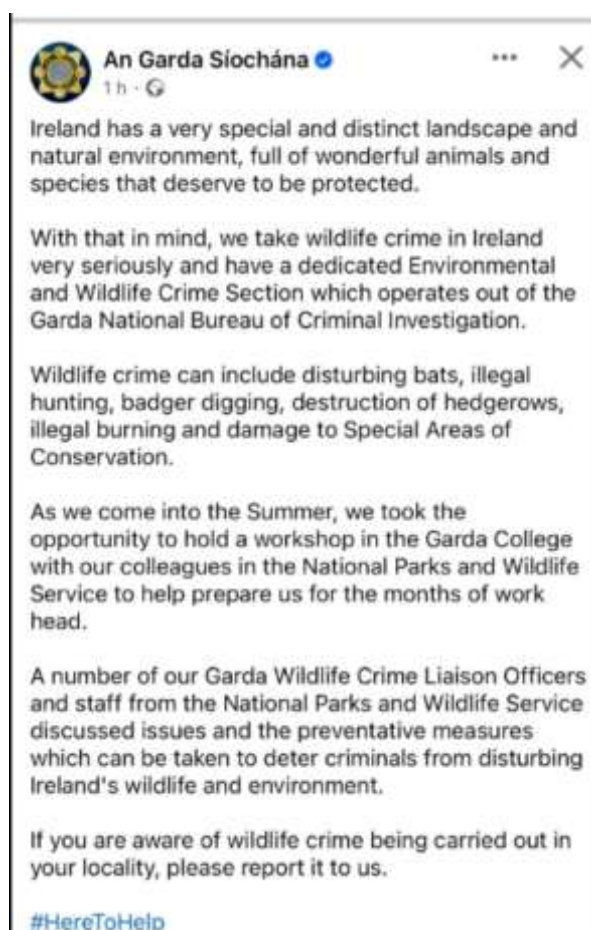 An Garda Síochána
1h ·
Ireland has a very special and distinct landscape and
natural environment, full of wonderful animals and
species that deserve to be protected.
With that in mind, we take wildlife crime in Ireland
very seriously and have a dedicated Environmental
and Wildlife Crime Section which operates out of the
Garda National Bureau of Criminal Investigation.
Wildlife crime can include disturbing bats, illegal
hunting, badger digging, destruction of hedgerows,
illegal burning and damage to Special Areas of
Conservation.
As we come into the Summer, we took the
opportunity to hold a workshop in the Garda College
with our colleagues in the National Parks and Wildlife
Service to help prepare us for the months of work
head.
A number of our Garda Wildlife Crime Liaison Officers
and staff from the National Parks and Wildlife Service
discussed issues and the preventative measures
which can be taken to deter criminals from disturbing
Ireland's wildlife and environment.
If you are aware of wildlife crime being carried out in
your locality, please report it to us.
#HereToHelp